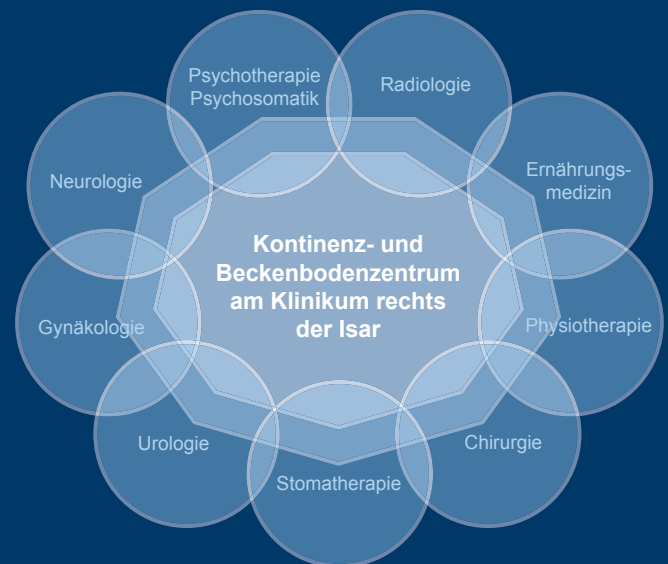 Psychotherapie
Psychosomatik
Radiologie
Neurologie
Ernährungs-
medizin
Kontinenz- und
Beckenbodenzentrum
am Klinikum rechts
der Isar
Gynäkologie
Physiotherapie
Urologie
Chirurgie
Stomatherapie